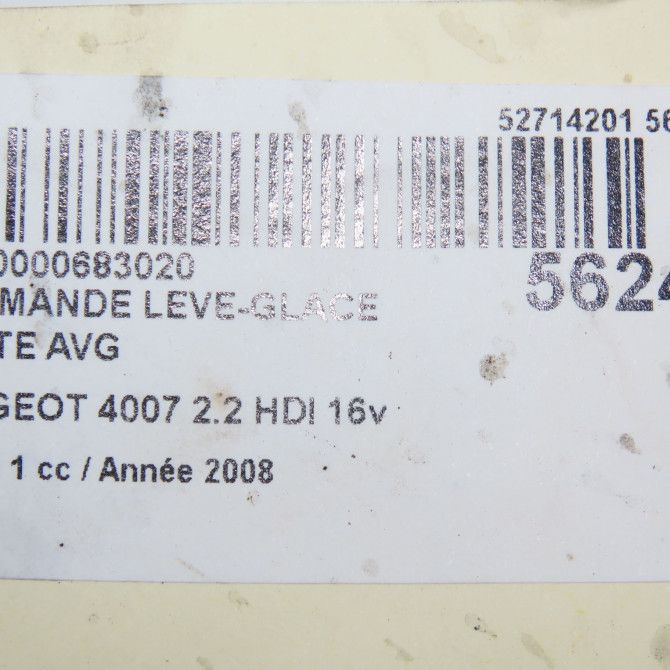 52714201 56
0000683020
5624
MANDE LEVE-GLACE
TE AVG
GEOT 4007 2.2 HDI 16v
1 cc / Année 2008